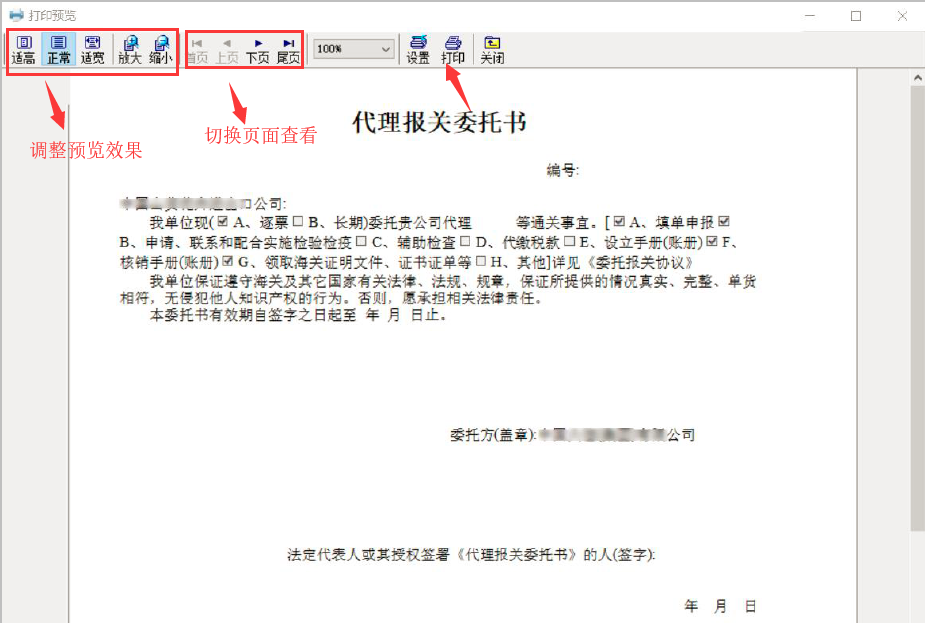 打印预览
适高 正常 适宽 放大 缩小 首页 上页 下页 尾页 100% 设置 打印 关闭
调整预览效果
切换页面查看
代理报关委托书
编号:
公司:
我单位现(☑A、逐票☐B、长期)委托贵公司代理 等通关事宜。[☑A、填单申报☑
B、申请、联系和配合实施检验检疫☐C、辅助检查☐D、代缴税款☐E、设立手册(账册)☑F、
核销手册(账册)☑G、领取海关证明文件、证书证单等☐H、其他]详见《委托报关协议》
我单位保证遵守海关及其它国家有关法律、法规、规章，保证所提供的情况真实、完整、单货
相符，无侵犯他人知识产权的行为。否则，愿承担相关法律责任。
本委托书有效期自签字之日起至 年 月 日止。
委托方(盖章): 公司
法定代表人或其授权签署《代理报关委托书》的人(签字):
年 月 日